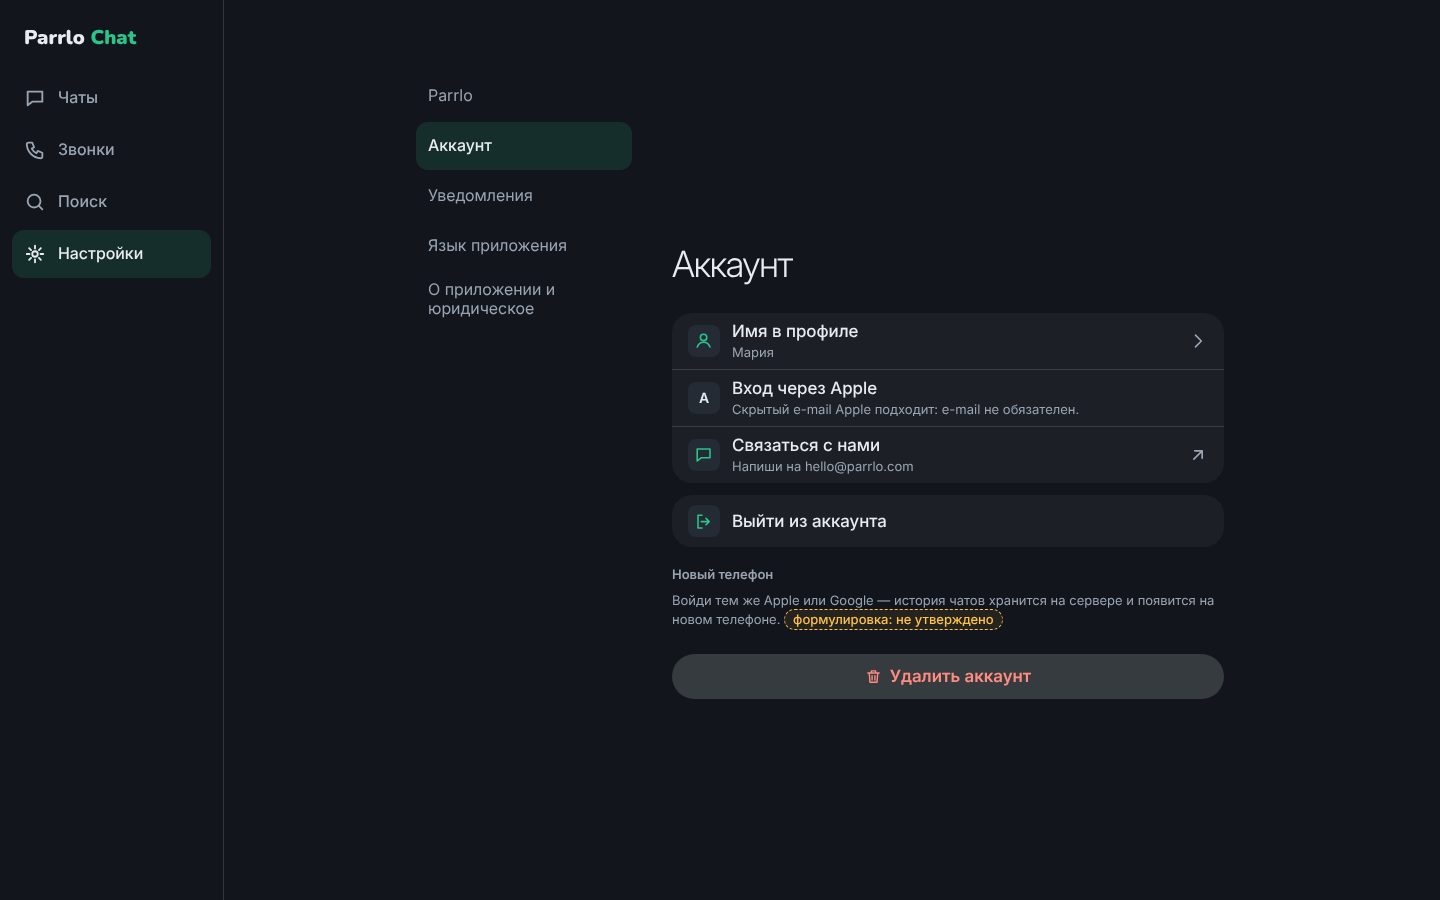 Parrlo Chat
Чаты
Звонки
Поиск
Настройки
Parrlo
Аккаунт
Уведомления
Язык приложения
О приложении и
юридическое
Аккаунт
Имя в профиле
Мария
A
Вход через Apple
Скрытый e-mail Apple подходит: e-mail не обязателен.
Связаться с нами
Напиши на hello@parrlo.com
Выйти из аккаунта
Новый телефон
Войди тем же Apple или Google — история чатов хранится на сервере и появится на
новом телефоне. формулировка: не утверждено
Удалить аккаунт